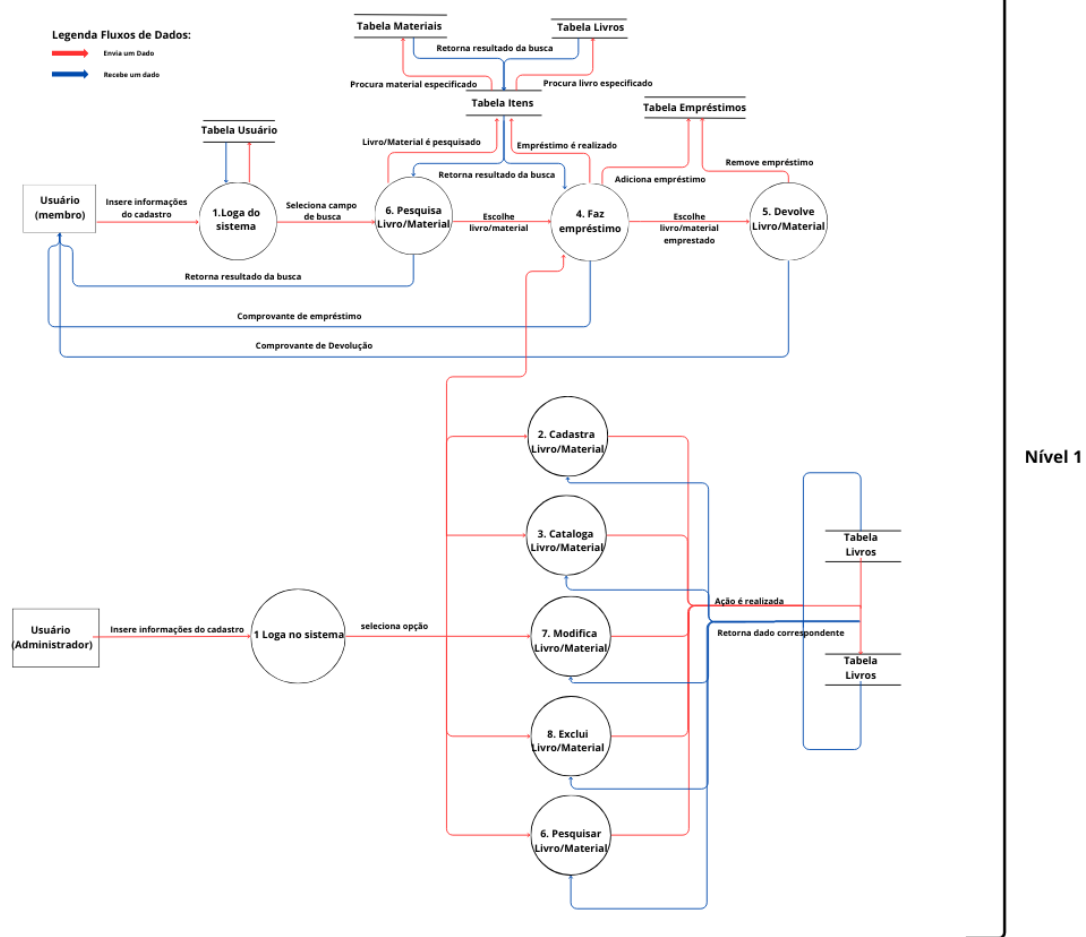 Legenda Fluxos de Dados:
Envia um Dado
Recebe um dado
Tabela Materiais
Tabela Livros
Retorna resultado da busca
Procura material especificado
Procura livro especificado
Tabela Itens
Tabela Empréstimos
Tabela Usuário
Livro/Material é pesquisado
Empréstimo é realizado
Retorna resultado da busca
Adiciona empréstimo
Remove empréstimo
Usuário
(membro)
Insere informações
do cadastro
1.Loga do
sistema
Seleciona campo
de busca
6. Pesquisa
Livro/Material
Escolhe
livro/material
4. Faz
empréstimo
Escolhe
livro/material
emprestado
5. Devolve
Livro/Material
Retorna resultado da busca
Comprovante de empréstimo
Comprovante de Devolução
2. Cadastra
Livro/Material
Nível 1
3. Cataloga
Livro/Material
Tabela
Livros
Ação é realizada
Usuário
(Administrador)
Insere informações do cadastro
1 Loga no sistema
seleciona opção
7. Modifica
Livro/Material
Retorna dado correspondente
Tabela
Livros
8. Exclui
Livro/Material
6. Pesquisar
Livro/Material